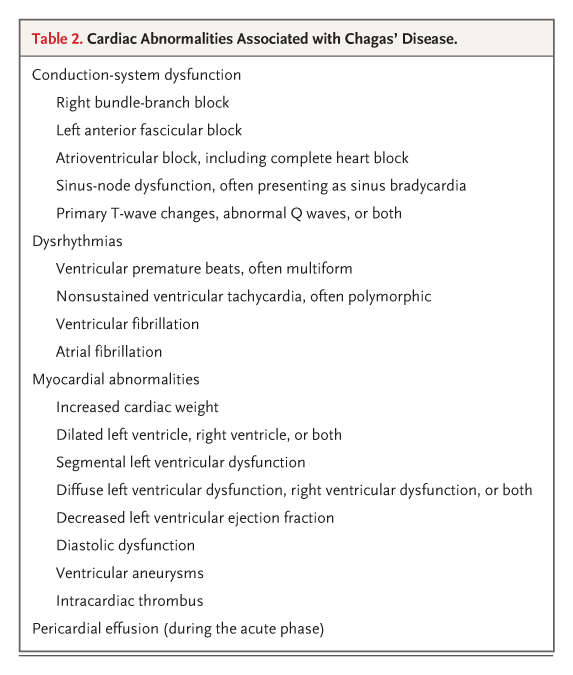 Table 2. Cardiac Abnormalities Associated with Chagas’ Disease.
Conduction-system dysfunction
Right bundle-branch block
Left anterior fascicular block
Atrioventricular block, including complete heart block
Sinus-node dysfunction, often presenting as sinus bradycardia
Primary T-wave changes, abnormal Q waves, or both
Dysrhythmias
Ventricular premature beats, often multiform
Nonsustained ventricular tachycardia, often polymorphic
Ventricular fibrillation
Atrial fibrillation
Myocardial abnormalities
Increased cardiac weight
Dilated left ventricle, right ventricle, or both
Segmental left ventricular dysfunction
Diffuse left ventricular dysfunction, right ventricular dysfunction, or both
Decreased left ventricular ejection fraction
Diastolic dysfunction
Ventricular aneurysms
Intracardiac thrombus
Pericardial effusion (during the acute phase)